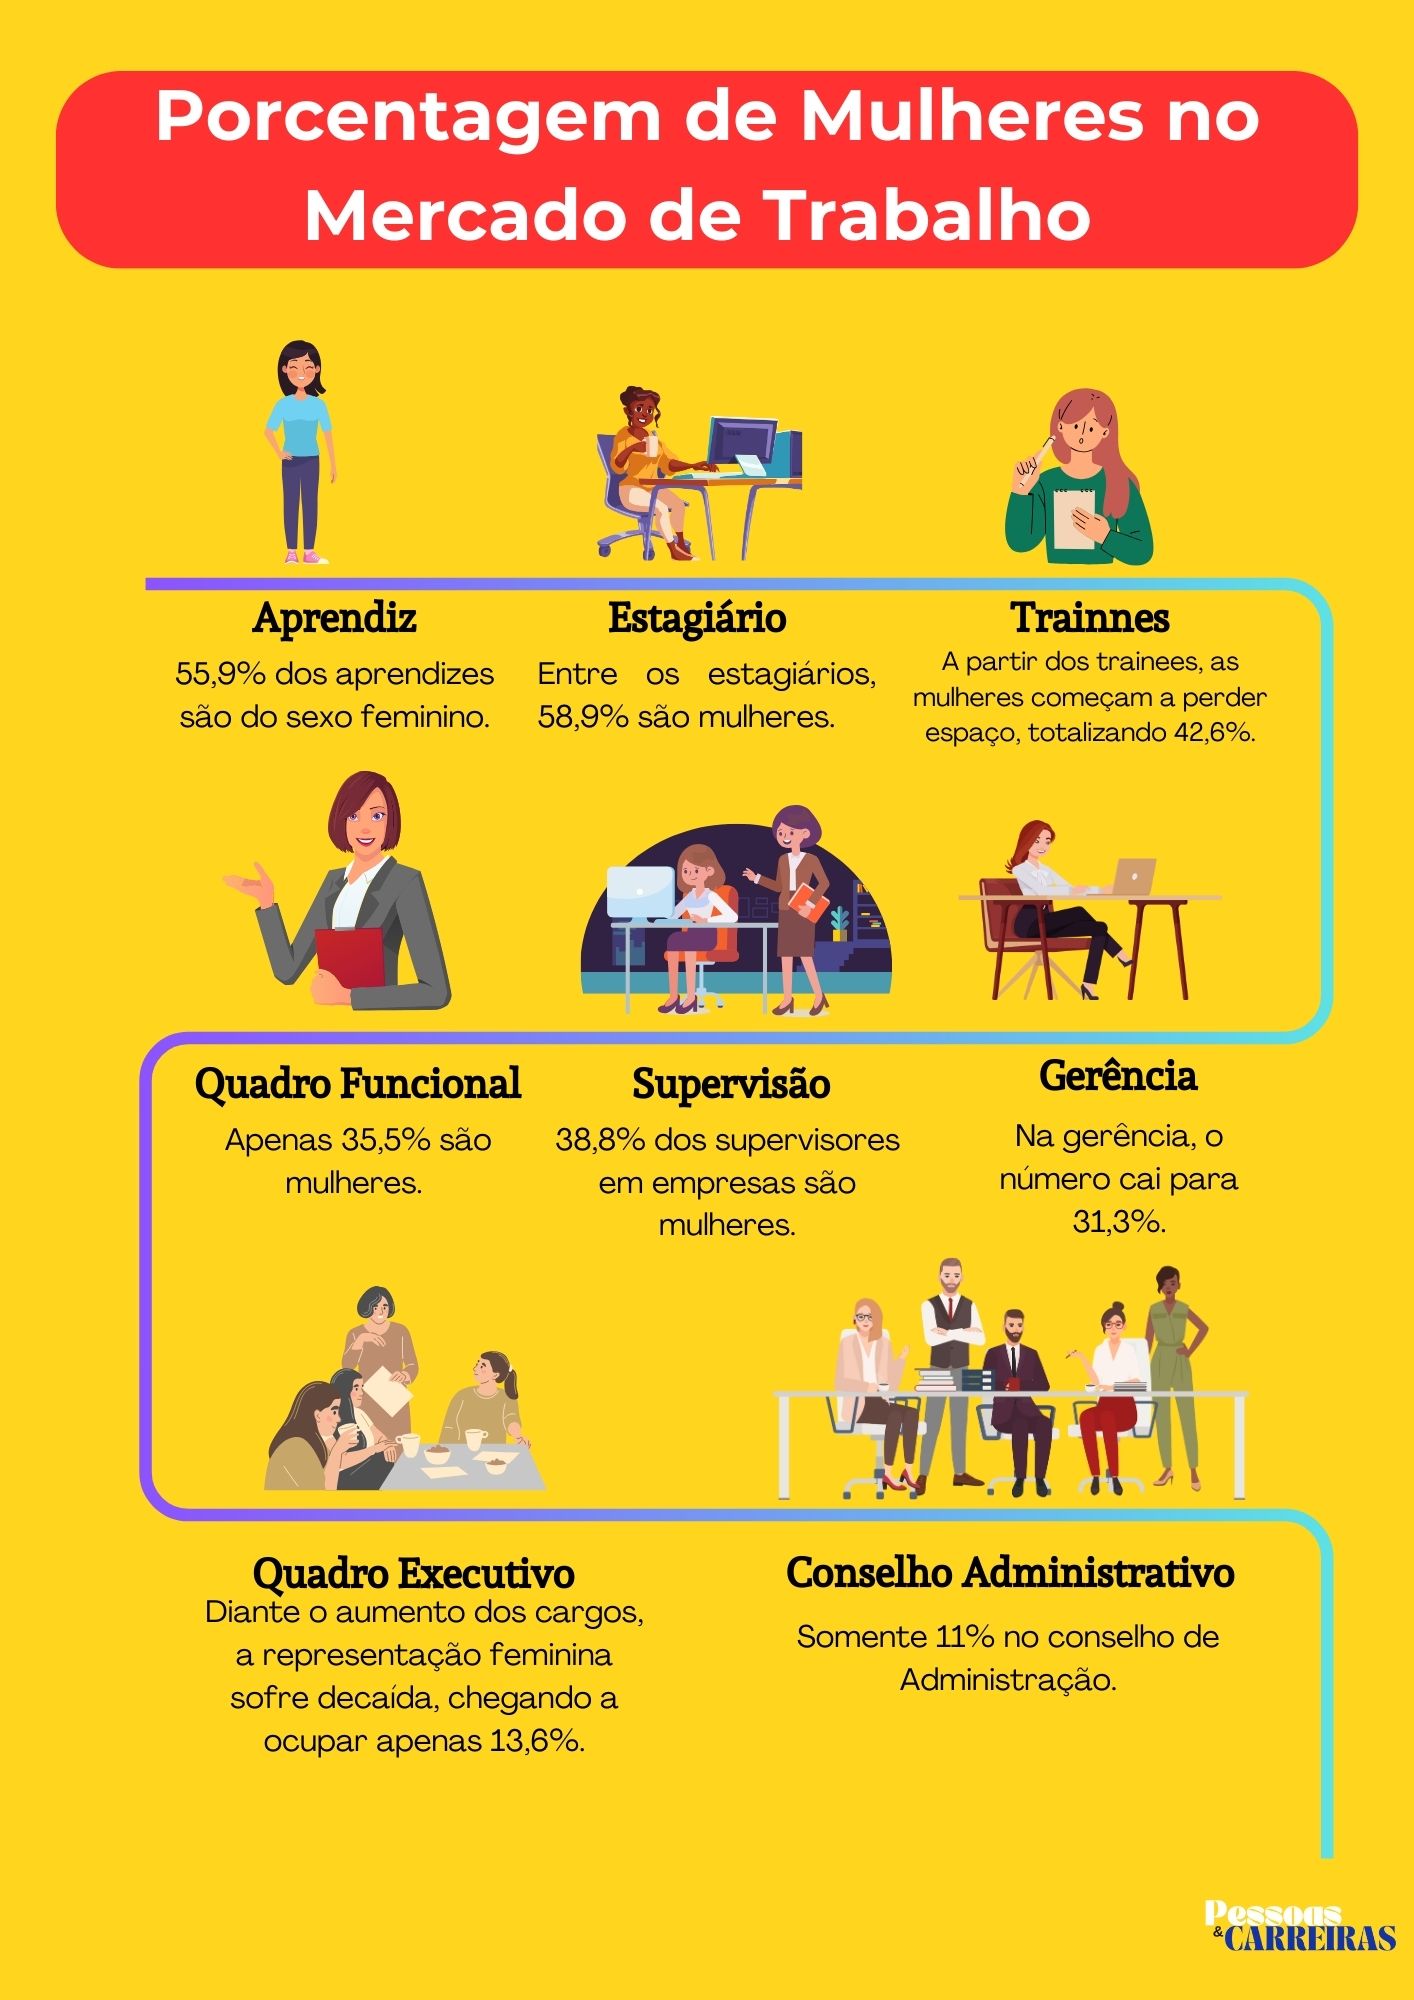 Porcentagem de Mulheres no
Mercado de Trabalho
Aprendiz
55,9% dos aprendizes
são do sexo feminino.
Estagiário
Entre os estagiários,
58,9% são mulheres.
Trainnes
A partir dos trainees, as
mulheres começam a perder
espaço, totalizando 42,6%.
Quadro Funcional
Apenas 35,5% são
mulheres.
Supervisão
38,8% dos supervisores
em empresas são
mulheres.
Gerência
Na gerência, o
número cai para
31,3%.
Quadro Executivo
Diante o aumento dos cargos,
a representação feminina
sofre decaída, chegando a
ocupar apenas 13,6%.
Conselho Administrativo
Somente 11% no conselho de
Administração.
Pessoas
&CARREIRAS